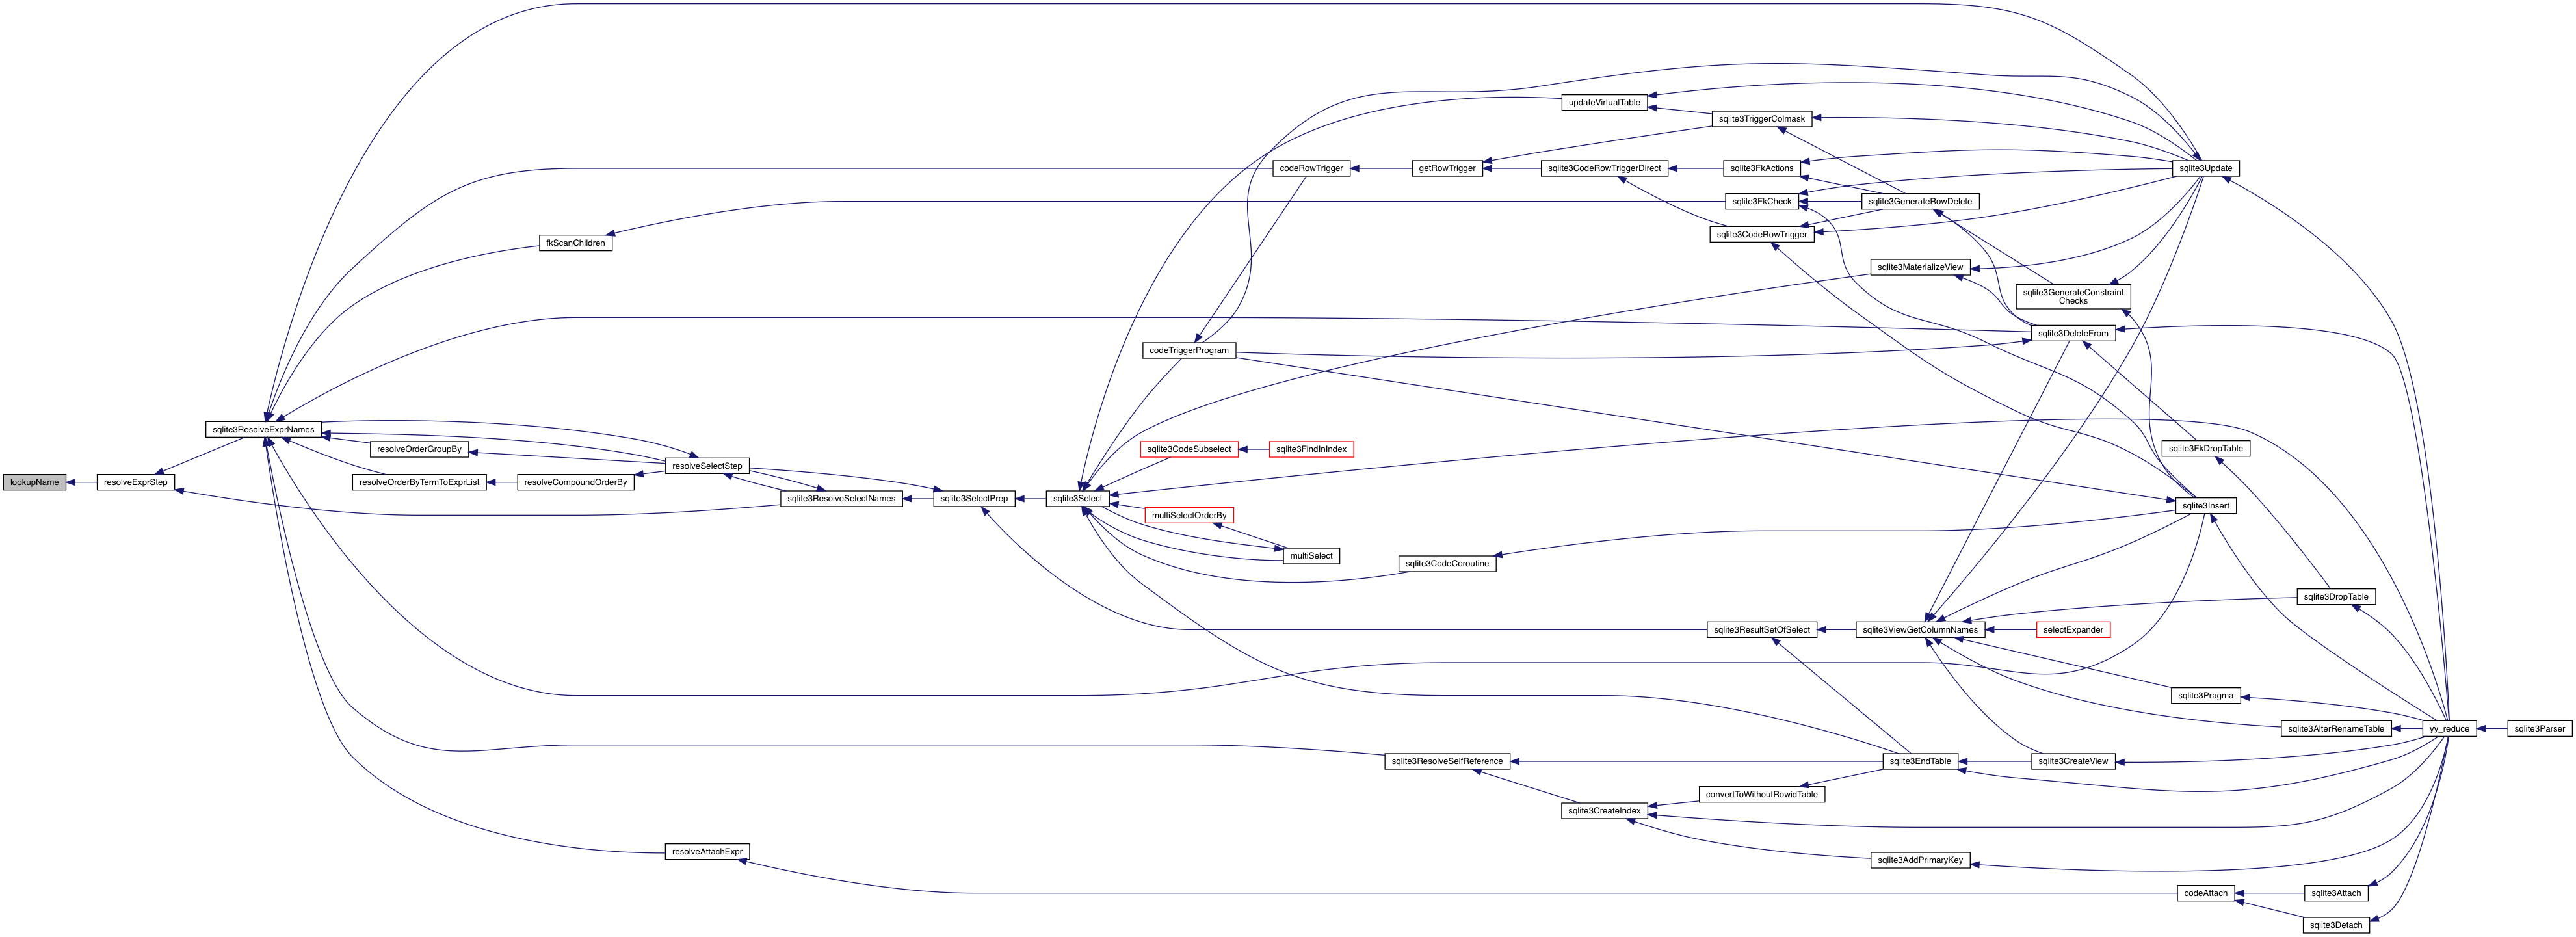 lookupName
resolveExprStep
sqlite3ResolveExprNames
resolveOrderGroupBy
resolveOrderByTermToExprList
resolveCompoundOrderBy
fkScanChildren
resolveSelectStep
sqlite3ResolveSelectNames
sqlite3SelectPrep
sqlite3Select
resolveAttachExpr
codeTriggerProgram
sqlite3CodeSubselect
multiSelectOrderBy
codeRowTrigger
sqlite3FindInIndex
multiSelect
getRowTrigger
sqlite3CodeCoroutine
sqlite3ResolveSelfReference
updateVirtualTable
sqlite3CodeRowTriggerDirect
sqlite3CreateIndex
sqlite3TriggerColmask
sqlite3FkActions
sqlite3FkCheck
sqlite3CodeRowTrigger
sqlite3ResultSetOfSelect
convertToWithoutRowidTable
sqlite3GenerateRowDelete
sqlite3MaterializeView
sqlite3ViewGetColumnNames
sqlite3EndTable
sqlite3AddPrimaryKey
sqlite3GenerateConstraint
Checks
sqlite3DeleteFrom
selectExpander
sqlite3CreateView
sqlite3Update
sqlite3FkDropTable
sqlite3Insert
sqlite3Pragma
codeAttach
sqlite3DropTable
sqlite3AlterRenameTable
sqlite3Attach
sqlite3Detach
yy_reduce
sqlite3Parser